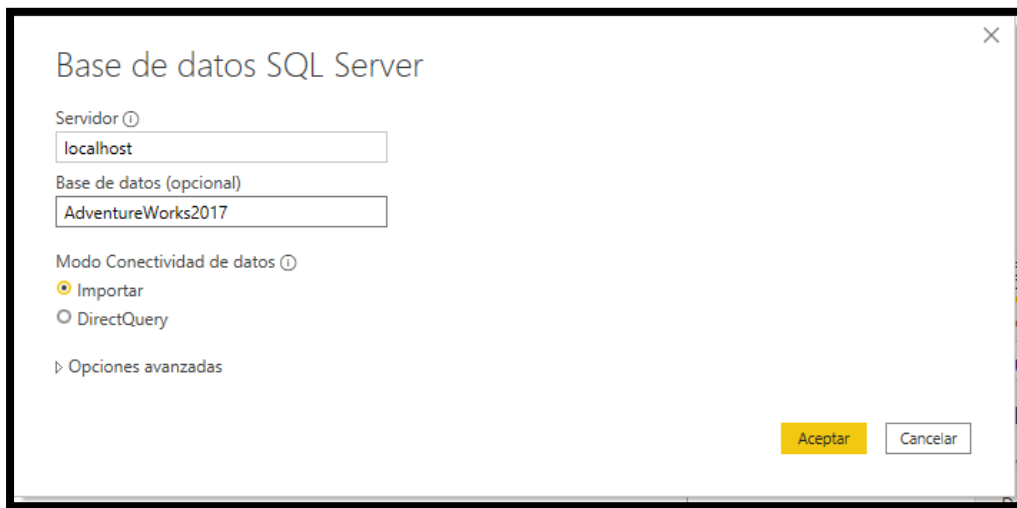 Base de datos SQL Server
Servidor
localhost
Base de datos (opcional)
AdventureWorks2017
Modo Conectividad de datos
Importar
DirectQuery
Opciones avanzadas
Aceptar Cancelar